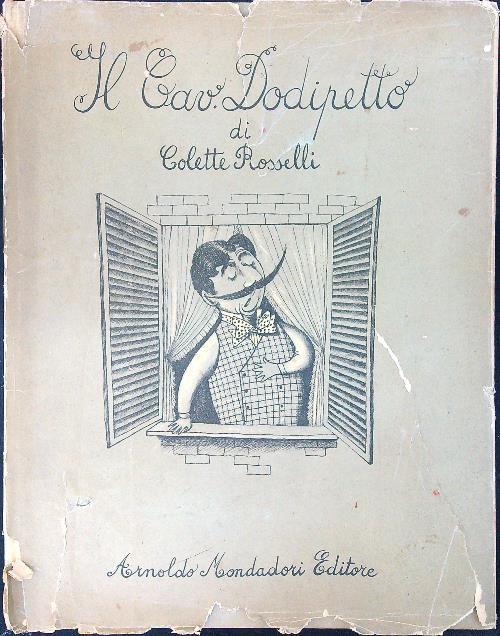 Il Cav. Dodipetto
di
Colette Rosselli
Arnoldo Mondadori Editore